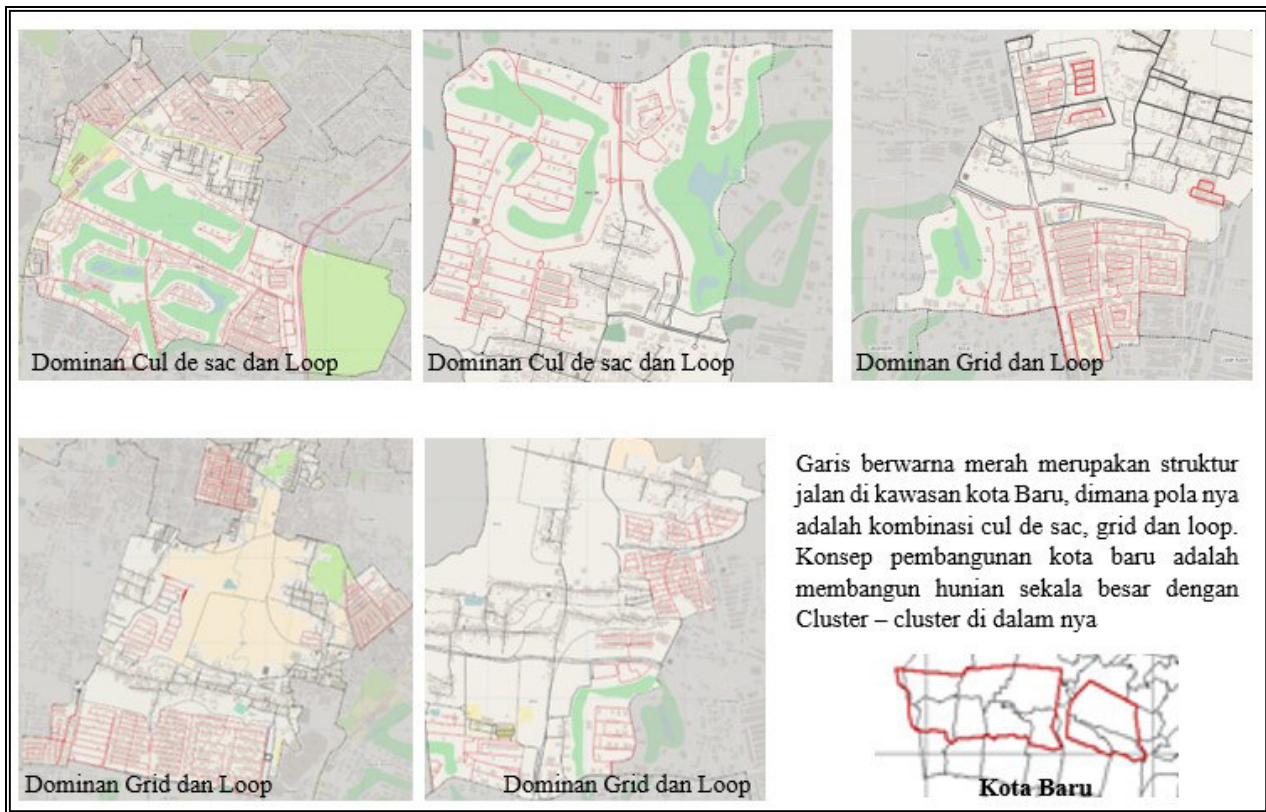 Dominan Cul de sac dan Loop
Dominan Cul de sac dan Loop
Dominan Grid dan Loop
Dominan Grid dan Loop
Dominan Grid dan Loop
Garis berwarna merah merupakan struktur
jalan di kawasan kota Baru, dimana pola nya
adalah kombinasi cul de sac, grid dan loop.
Konsep pembangunan kota baru adalah
membangun hunian sekala besar dengan
Cluster – cluster di dalam nya
Kota Baru